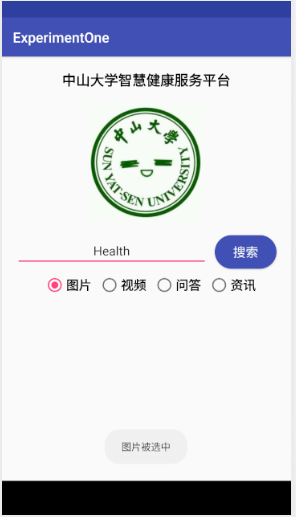 ExperimentOne
中山大学智慧健康服务平台
中山大学
SUN YAT-SEN UNIVERSITY
Health
搜索
图片 视频 问答 资讯
图片被选中